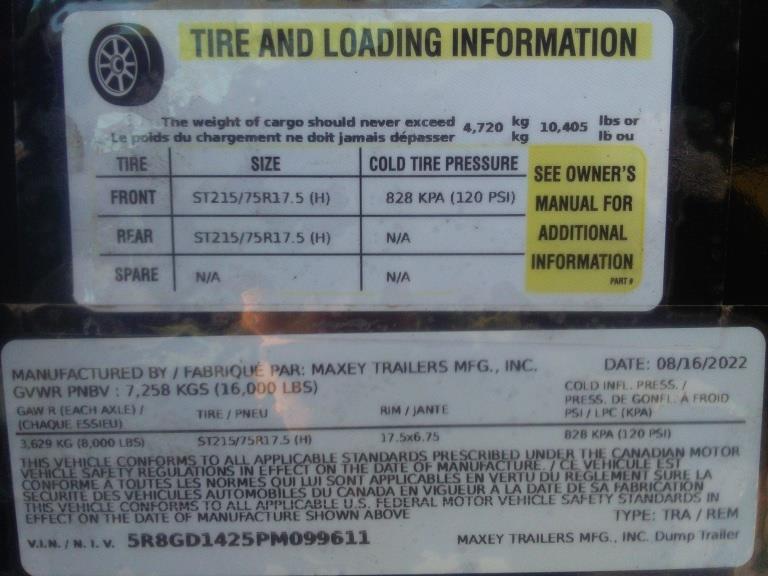 TIRE AND LOADING INFORMATION
The weight of cargo should never exceed 4,720 kg 10,405 lbs or
Le poids du chargement ne doit jamais dépasser kg lb ou
TIRE SIZE COLD TIRE PRESSURE
FRONT ST215/75R17.5 (H) 828 KPA (120 PSI)
REAR ST215/75R17.5 (H) N/A
SPARE N/A N/A
SEE OWNER'S
MANUAL FOR
ADDITIONAL
INFORMATION
PART #
MANUFACTURED BY / FABRIQUÉ PAR: MAXEY TRAILERS MFG., INC. DATE: 08/16/2022
GVWR PNBV : 7,258 KGS (16,000 LBS)
GAWR (EACH AXLE) / (CHAQUE ESSIEU) TIRE / PNEU RIM / JANTE COLD INFL. PRESS. / PRESS. DE GONFL. À FROID PSI / LPC (KPA)
3,629 KG (8,000 LBS) ST215/75R17.5 (H) 17.5x6.75 828 KPA (120 PSI)
THIS VEHICLE CONFORMS TO ALL APPLICABLE STANDARDS PRESCRIBED UNDER THE CANADIAN MOTOR
VEHICLE SAFETY REGULATIONS IN EFFECT ON THE DATE OF MANUFACTURE. / CE VÉHICULE EST
CONFORME À TOUTES LES NORMES QUI LUI SONT APPLICABLES EN VERTU DU RÈGLEMENT SUR LA
SÉCURITÉ DES VÉHICULES AUTOMOBILES DU CANADA EN VIGUEUR À LA DATE DE SA FABRICATION
THIS VEHICLE CONFORMS TO ALL APPLICABLE U.S. FEDERAL MOTOR VEHICLE SAFETY STANDARDS IN
EFFECT ON THE DATE OF MANUFACTURE SHOWN ABOVE TYPE: TRA / REM
V.I.N. / N. I. V. 5R8GD1425PM099611 MAXEY TRAILERS MFG., INC. Dump Trailer